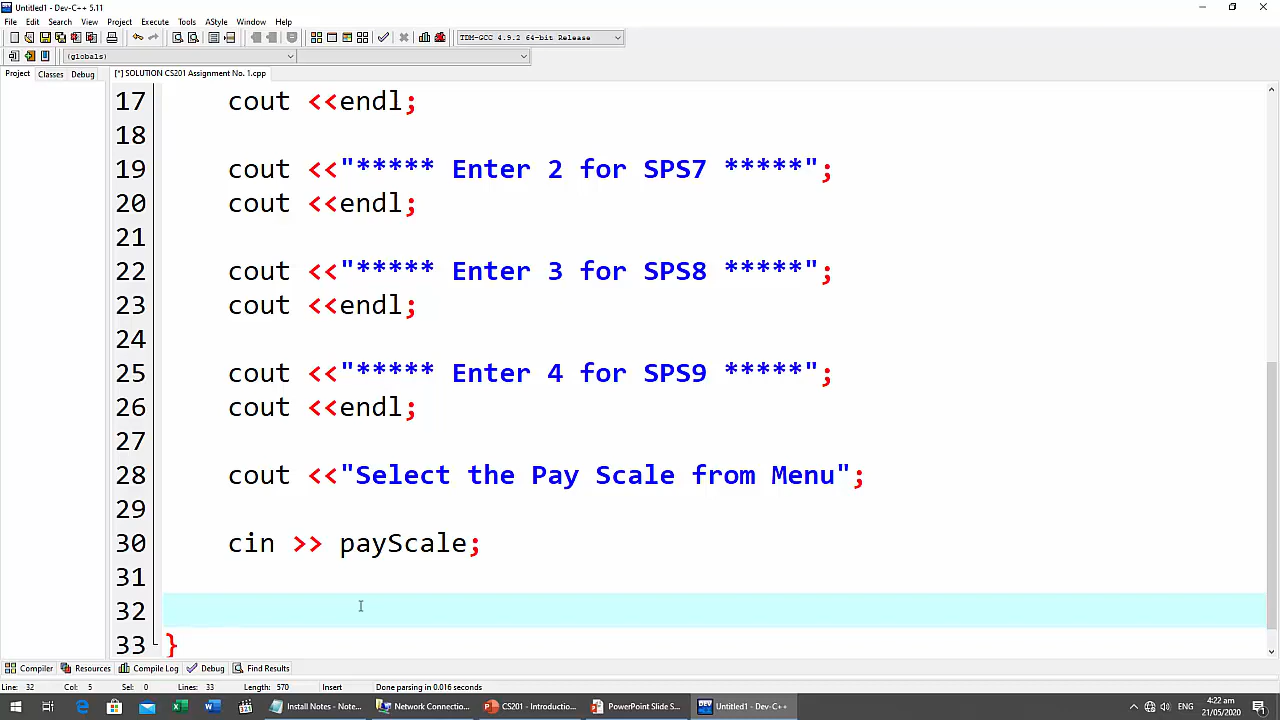 Untitled1 - Dev-C++ 5.11
File Edit Search View Project Execute Tools AStyle Window Help
TDM-GCC 4.9.2 64-bit Release
(globals)
Project Classes Debug [*] SOLUTION CS201 Assignment No. 1.cpp
17 cout <<endl;
18
19 cout <<"***** Enter 2 for SPS7 *****";
20 cout <<endl;
21
22 cout <<"***** Enter 3 for SPS8 *****";
23 cout <<endl;
24
25 cout <<"***** Enter 4 for SPS9 *****";
26 cout <<endl;
27
28 cout <<"Select the Pay Scale from Menu";
29
30 cin >> payScale;
31
32
33 }
Compiler Resources Compile Log Debug Find Results
Line: 32 Col: 5 Sel: 0 Lines: 33 Length: 570 Insert Done parsing in 0.016 seconds
Install Notes - Note... Network Connectio... CS201 - Introductio... PowerPoint Slide S... Untitled1 - Dev-C++ ENG 4:22 pm
21/05/2020